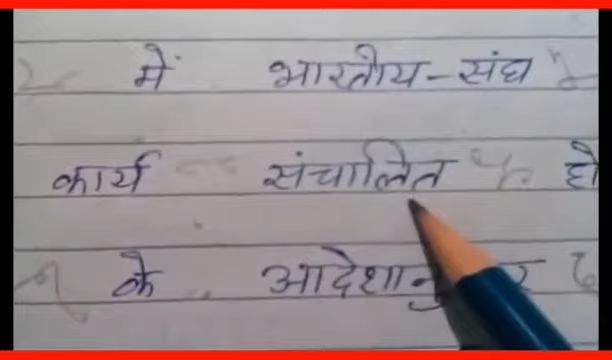 में भारतीय-संघ
कार्य संचालित हो
के